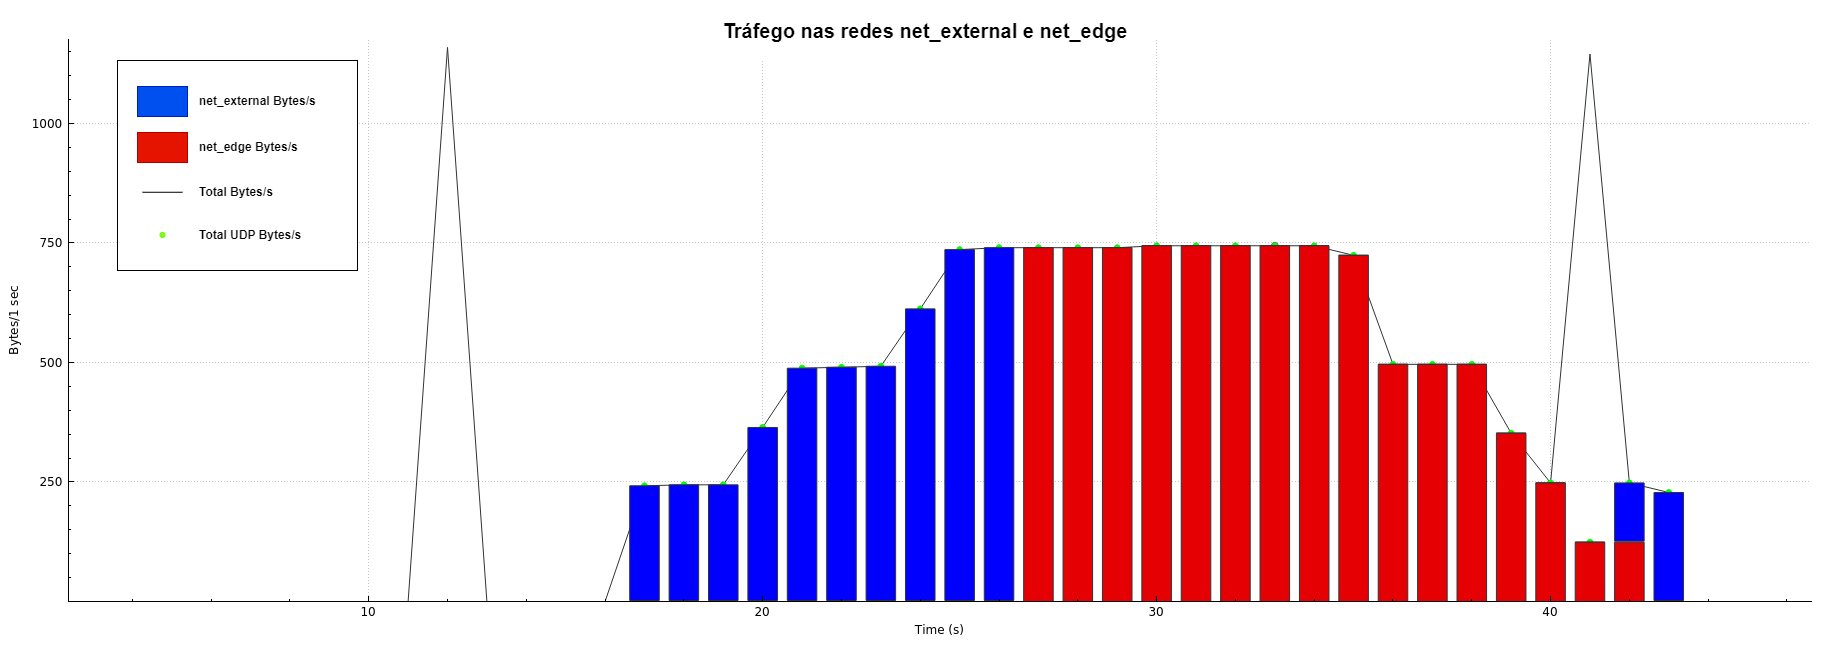 Tráfego nas redes net_external e net_edge
net_external Bytes/s
net_edge Bytes/s
Total Bytes/s
Total UDP Bytes/s
1000
750
500
250
Bytes/1 sec
10 20 30 40
Time (s)